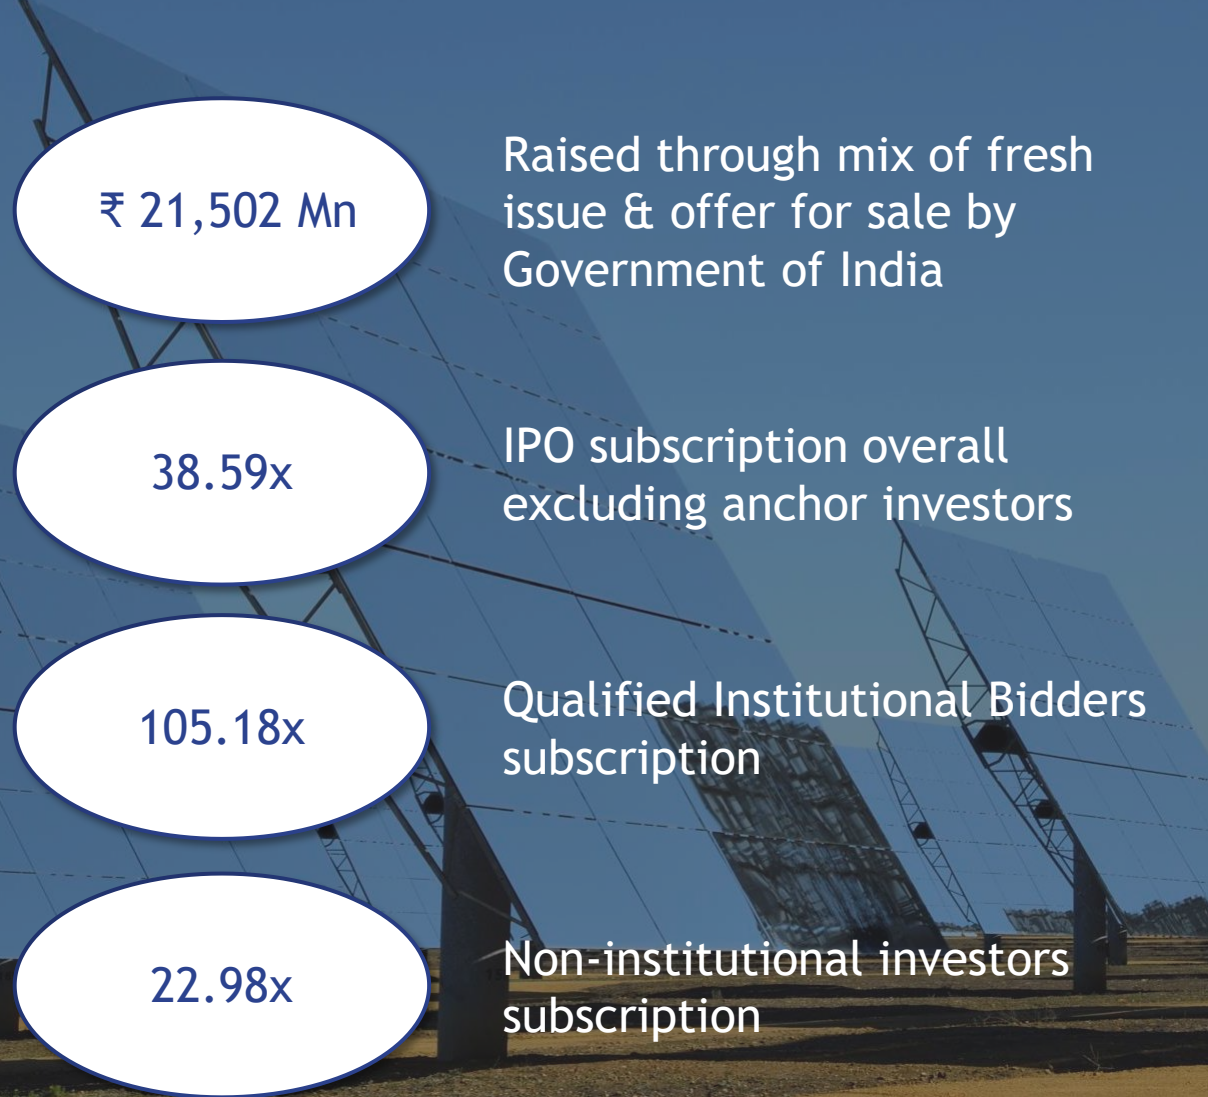 ₹ 21,502 Mn
Raised through mix of fresh
issue & offer for sale by
Government of India
38.59x
IPO subscription overall
excluding anchor investors
105.18x
Qualified Institutional Bidders
subscription
22.98x
Non-institutional investors
subscription